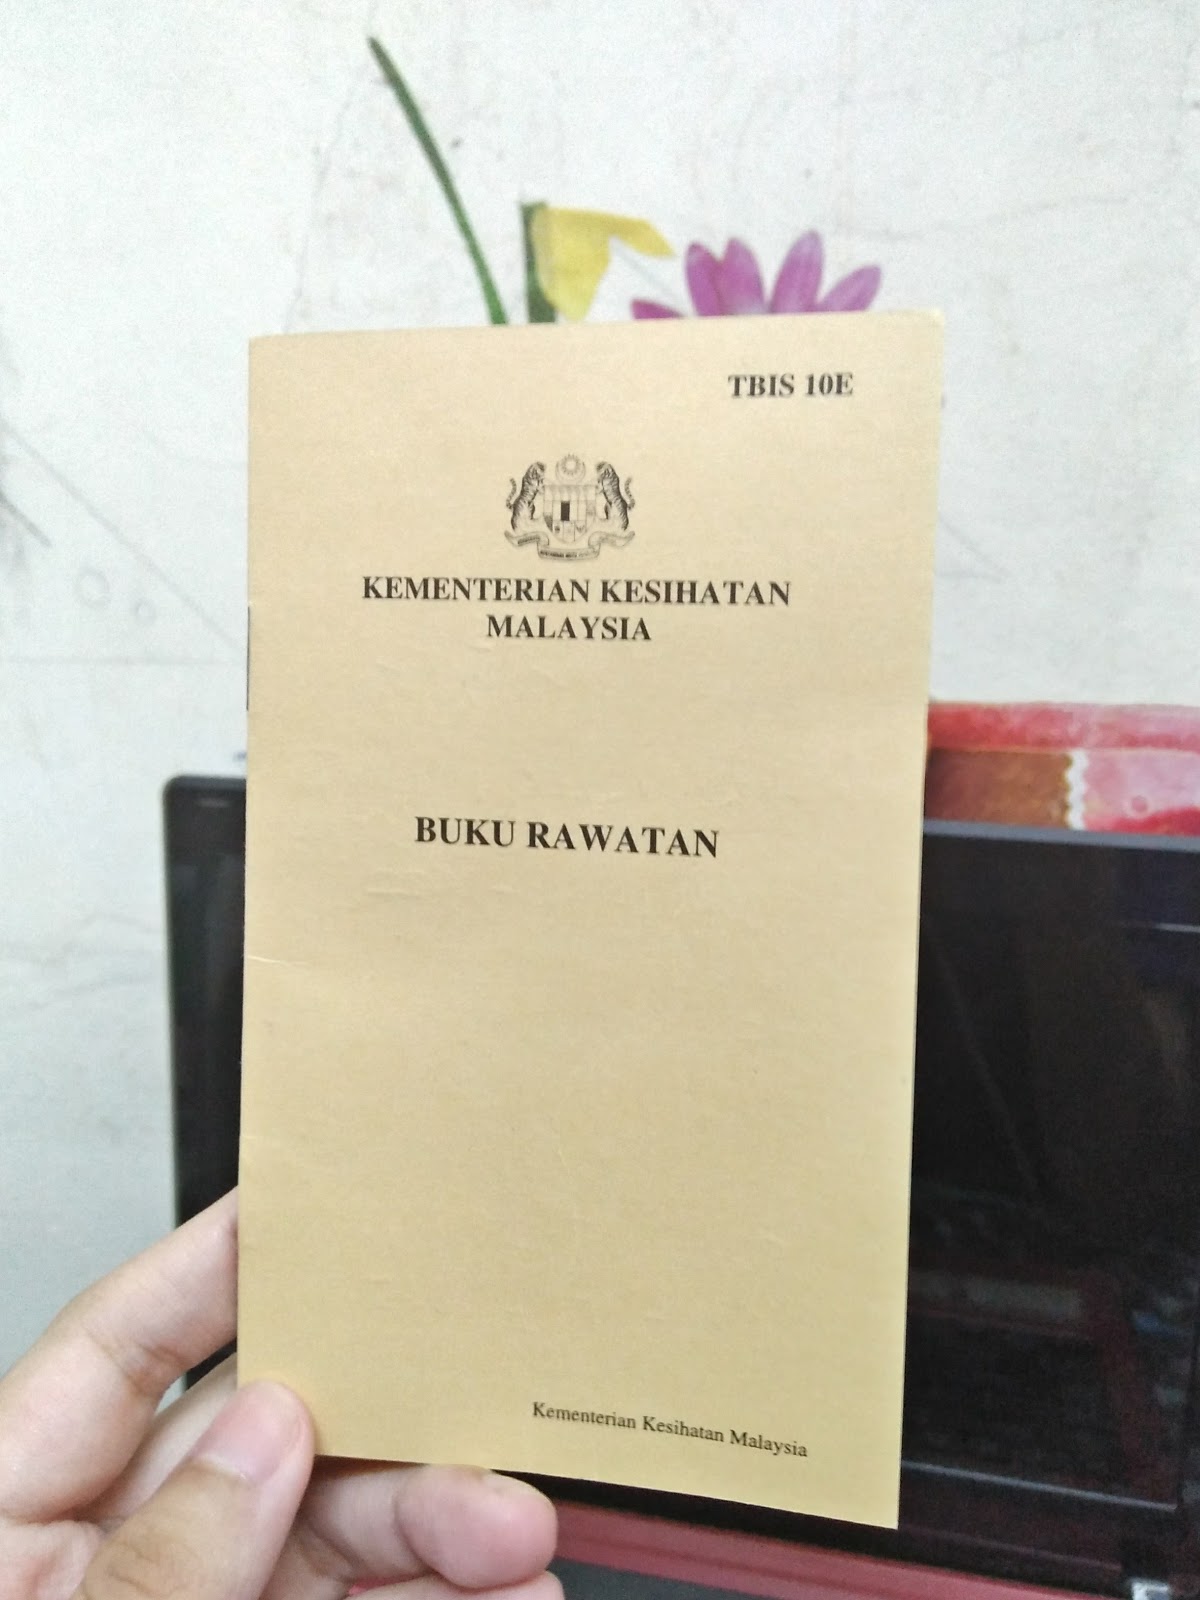 TBIS 10E
KEMENTERIAN KESIHATAN
MALAYSIA
BUKU RAWATAN
Kementerian Kesihatan Malaysia